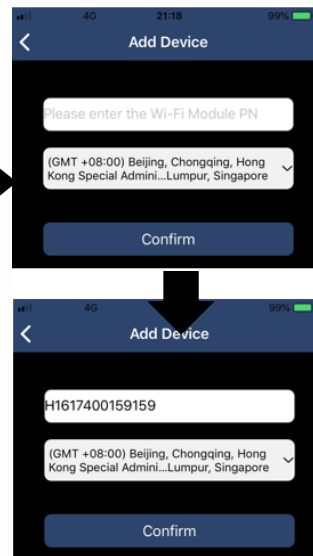 4G 21:18 99%
Add Device
Please enter the Wi-Fi Module PN
(GMT +08:00) Beijing, Chongqing, Hong
Kong Special Admini...Lumpur, Singapore
Confirm
4G 99%
Add Device
H1617400159159
(GMT +08:00) Beijing, Chongqing, Hong
Kong Special Admini...Lumpur, Singapore
Confirm